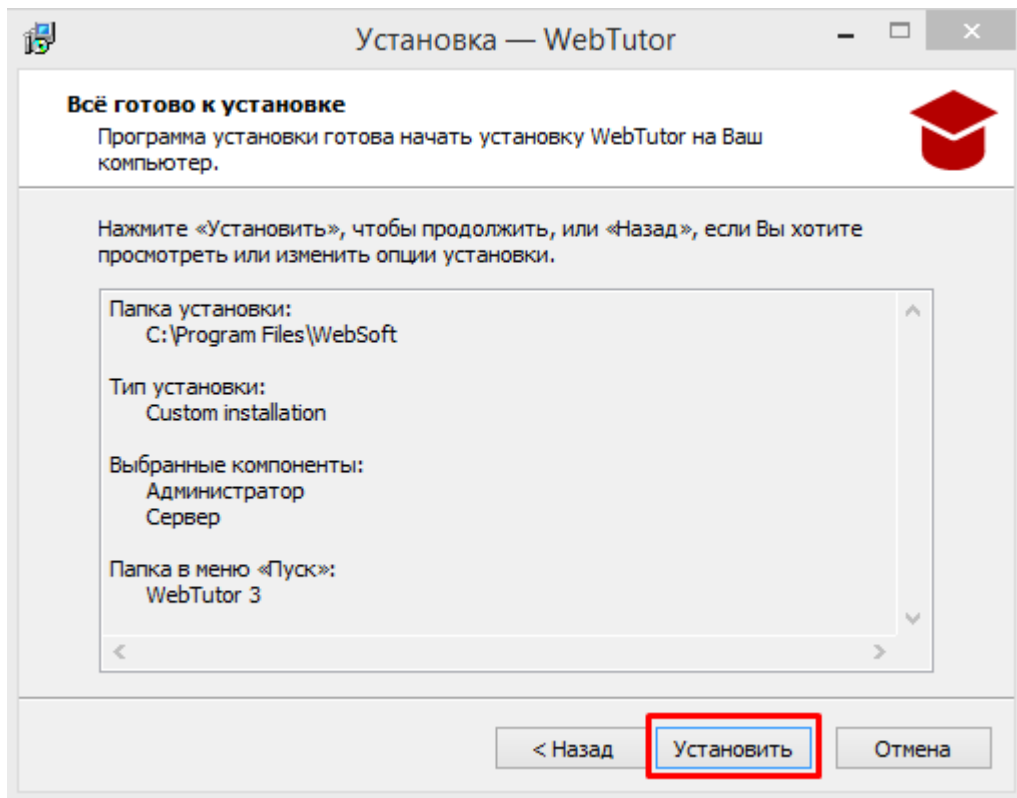 Установка — WebTutor
Всё готово к установке
Программа установки готова начать установку WebTutor на Ваш
компьютер.
Нажмите «Установить», чтобы продолжить, или «Назад», если Вы хотите
просмотреть или изменить опции установки.
Папка установки:
C:\Program Files\WebSoft
Тип установки:
Custom installation
Выбранные компоненты:
Администратор
Сервер
Папка в меню «Пуск»:
WebTutor 3
< Назад
Установить
Отмена